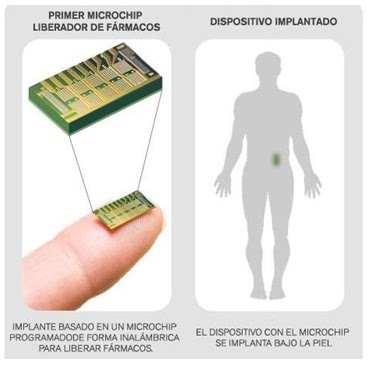 PRIMER MICROCHIP
LIBERADOR DE FÁRMACOS
DISPOSITIVO IMPLANTADO
IMPLANTE BASADO EN UN MICROCHIP
PROGRAMADODE FORMA INALÁMBRICA
PARA LIBERAR FÁRMACOS.
EL DISPOSITIVO CON EL MICROCHIP
SE IMPLANTA BAJO LA PIEL